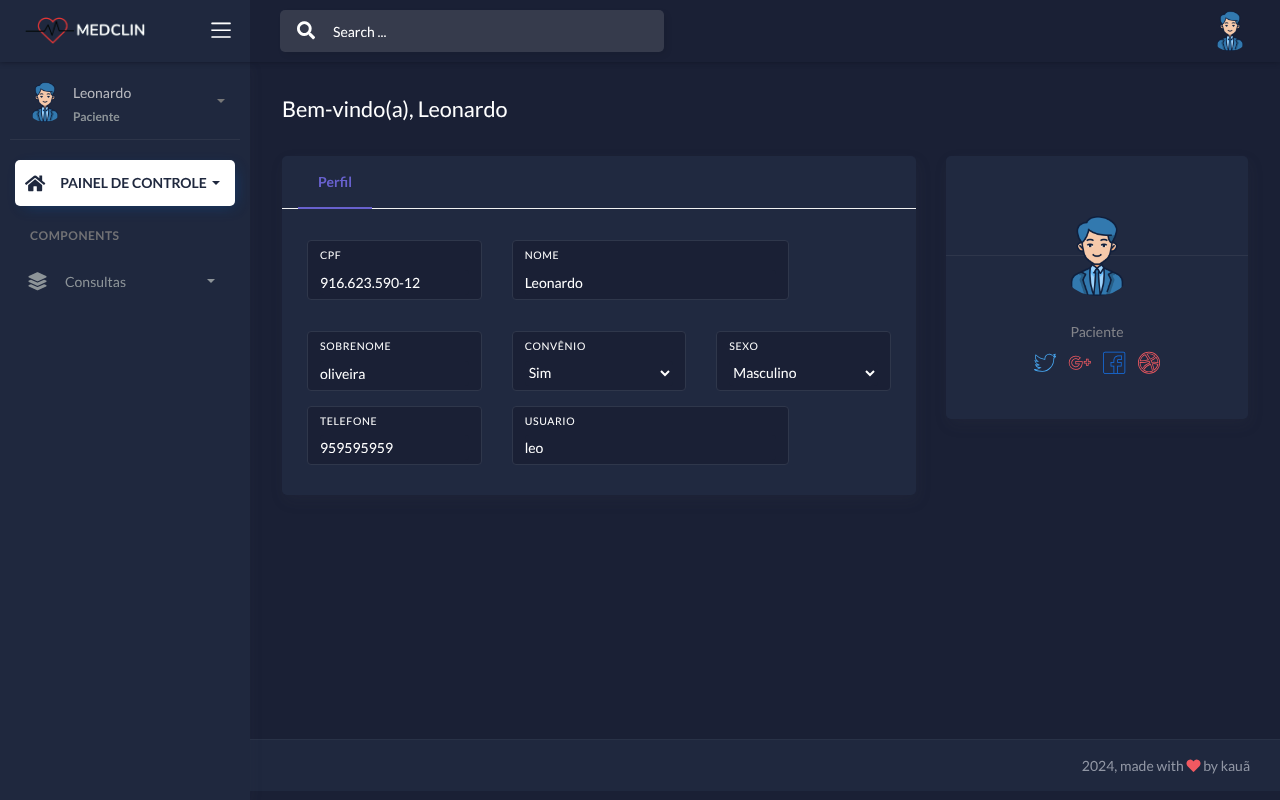 MEDCLIN
Search ...
Leonardo
Paciente
PAINEL DE CONTROLE
COMPONENTS
Consultas
Bem-vindo(a), Leonardo
Perfil
CPF
916.623.590-12
NOME
Leonardo
SOBRENOME
oliveira
CONVÊNIO
Sim
SEXO
Masculino
TELEFONE
959595959
USUARIO
leo
Paciente
2024, made with by kauã